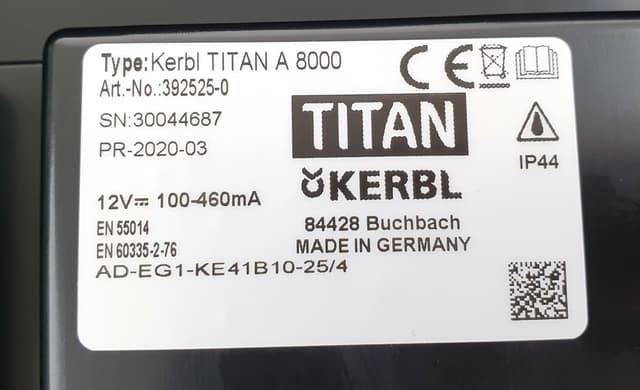 Type:Kerbl TITAN A 8000
Art.-No.:392525-0
SN:30044687
PR-2020-03
CE
TITAN
KERBL
IP44
12V⎓ 100-460mA
EN 55014
EN 60335-2-76
84428 Buchbach
MADE IN GERMANY
AD-EG1-KE41B10-25/4